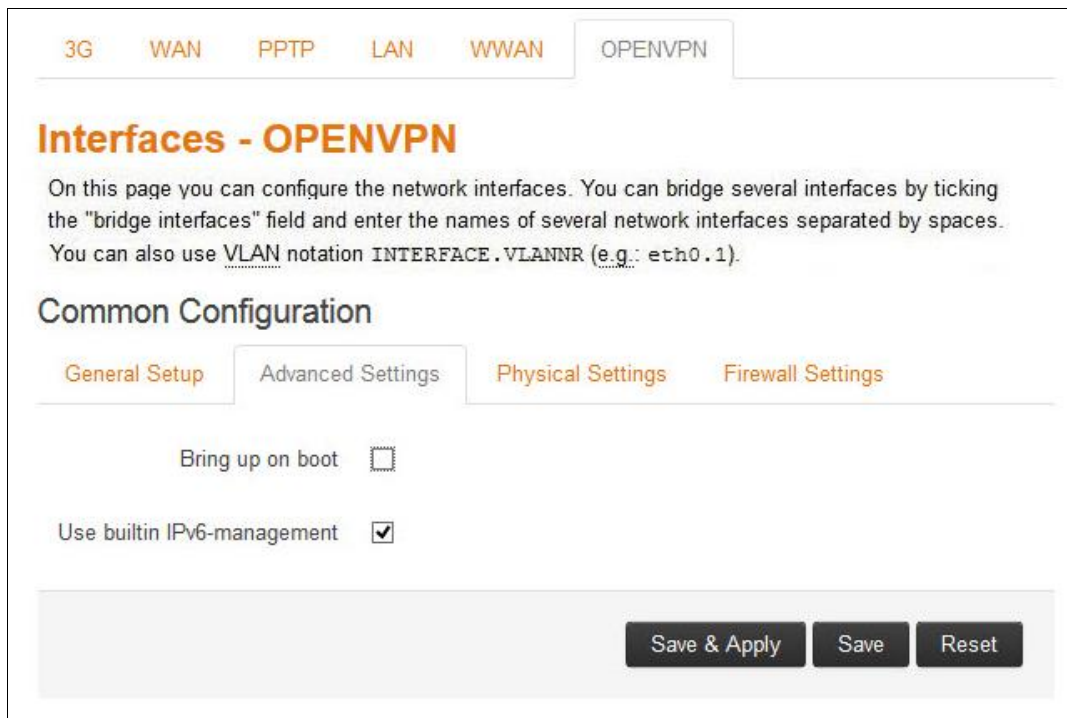 3G WAN PPTP LAN WWAN OPENVPN
Interfaces - OPENVPN
On this page you can configure the network interfaces. You can bridge several interfaces by ticking
the "bridge interfaces" field and enter the names of several network interfaces separated by spaces.
You can also use VLAN notation INTERFACE.VLANNR (e.g.: eth0.1).
Common Configuration
General Setup Advanced Settings Physical Settings Firewall Settings
Bring up on boot
Use builtin IPv6-management
Save & Apply Save Reset